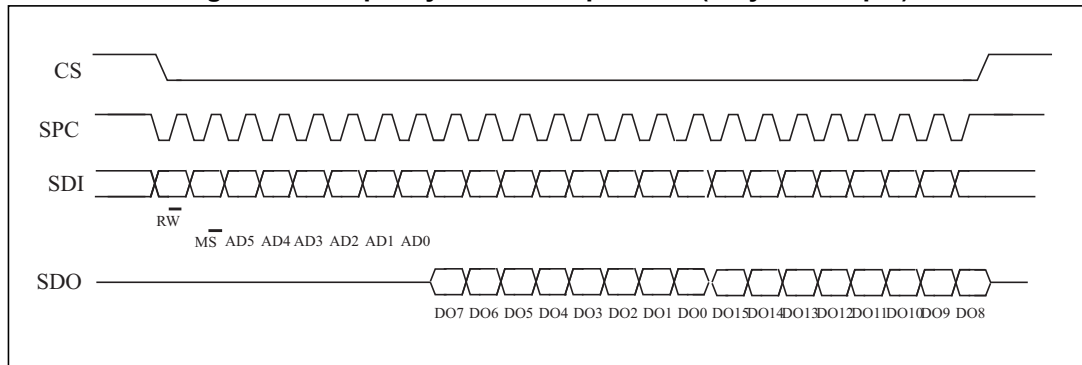 CS
SPC
SDI
RW
MS AD5 AD4 AD3 AD2 AD1 AD0
SDO
DO7 DO6 DO5 DO4 DO3 DO2 DO1 DO0 DO15 DO14 DO13 DO12 DO11 DO10 DO9 DO8